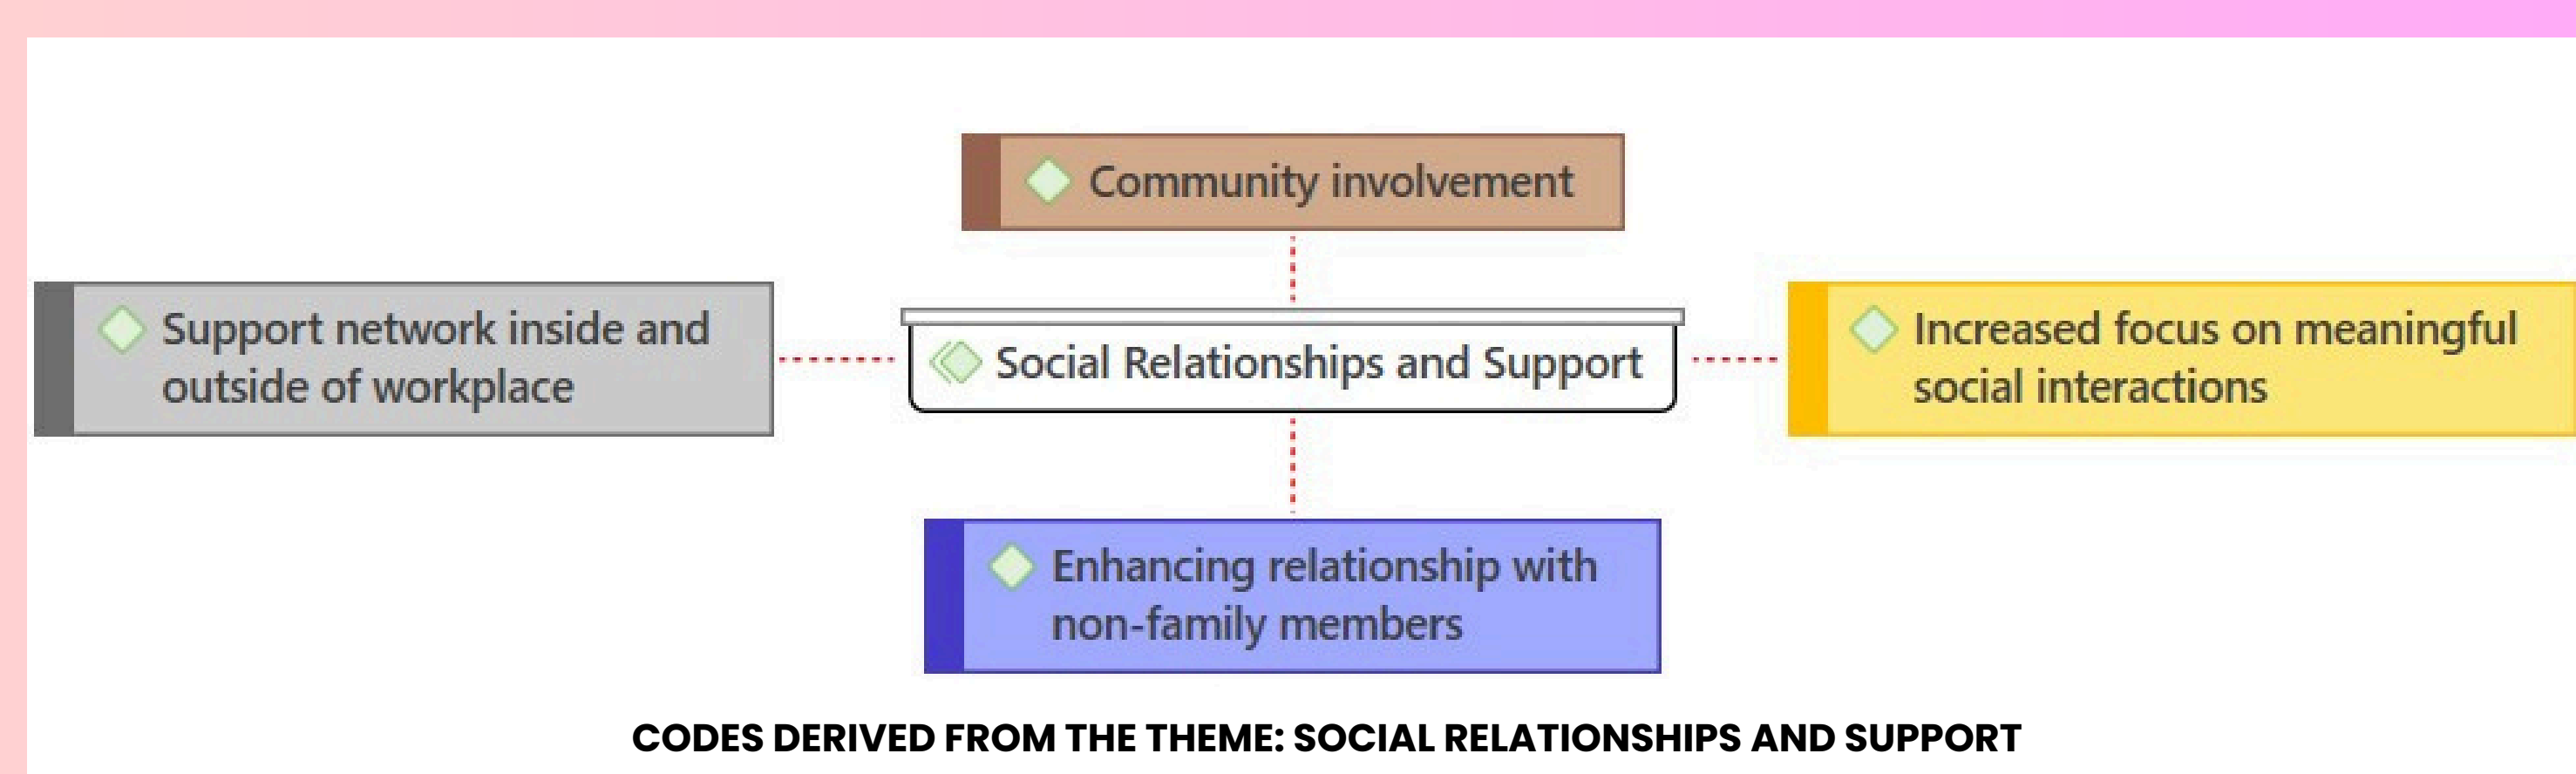 Community involvement
Support network inside and
outside of workplace
Social Relationships and Support
Increased focus on meaningful
social interactions
Enhancing relationship with
non-family members
CODES DERIVED FROM THE THEME: SOCIAL RELATIONSHIPS AND SUPPORT